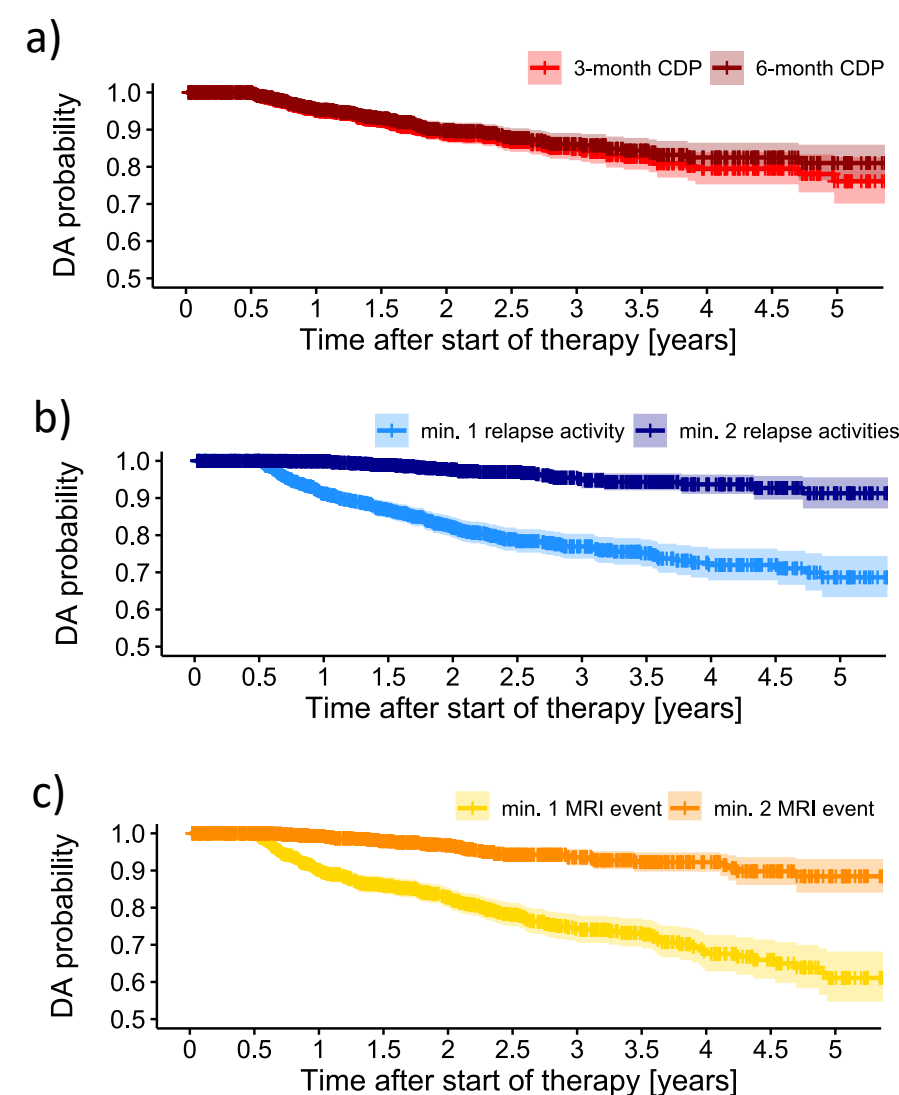 a)
3-month CDP 6-month CDP
DA probability
1.0
0.9
0.8
0.7
0.6
0.5
0 0.5 1 1.5 2 2.5 3 3.5 4 4.5 5
Time after start of therapy [years]
b)
min. 1 relapse activity min. 2 relapse activities
DA probability
1.0
0.9
0.8
0.7
0.6
0.5
0 0.5 1 1.5 2 2.5 3 3.5 4 4.5 5
Time after start of therapy [years]
c)
min. 1 MRI event min. 2 MRI event
DA probability
1.0
0.9
0.8
0.7
0.6
0.5
0 0.5 1 1.5 2 2.5 3 3.5 4 4.5 5
Time after start of therapy [years]